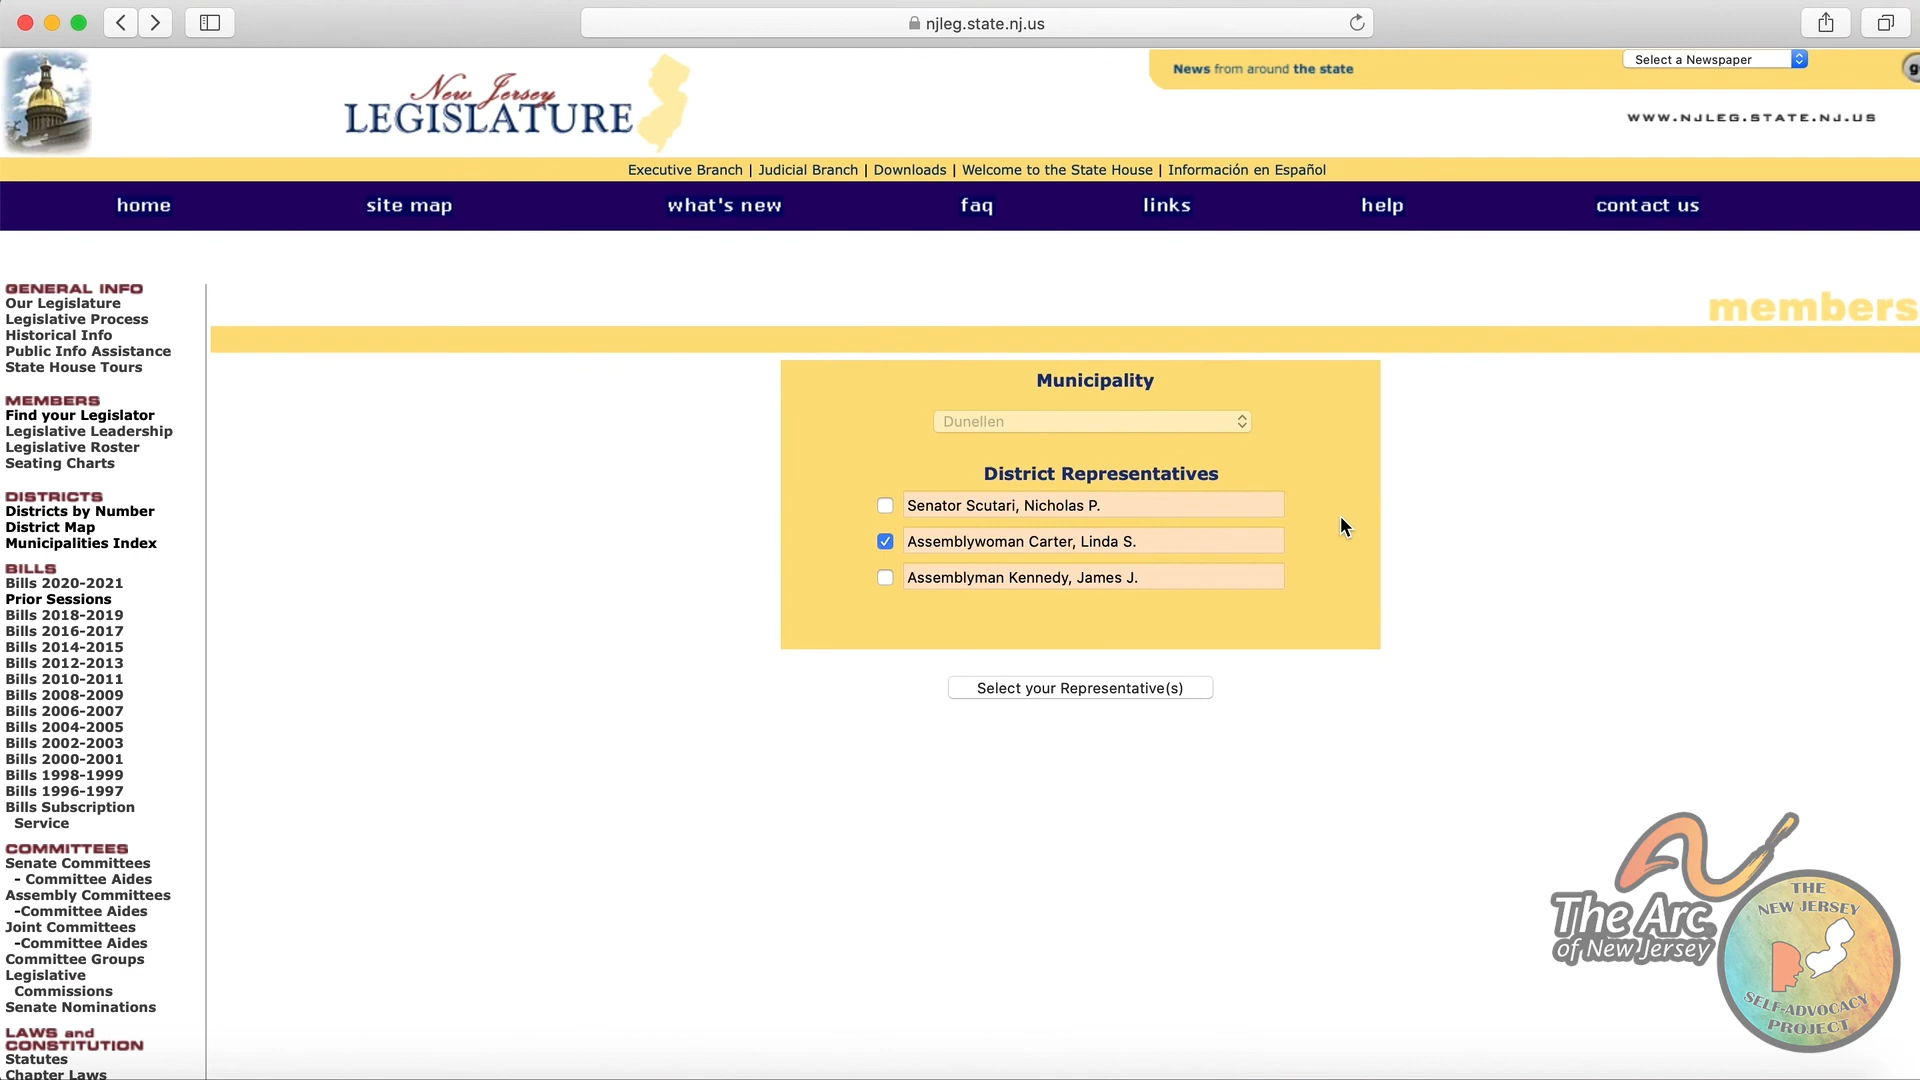 njleg.state.nj.us
News from around the state
Select a Newspaper
New Jersey
LEGISLATURE
WWW.NJLEG.STATE.NJ.US
Executive Branch | Judicial Branch | Downloads | Welcome to the State House | Información en Español
home site map what's new faq links help contact us
GENERAL INFO
Our Legislature
Legislative Process
Historical Info
Public Info Assistance
State House Tours
MEMBERS
Find your Legislator
Legislative Leadership
Legislative Roster
Seating Charts
DISTRICTS
Districts by Number
District Map
Municipalities Index
BILLS
Bills 2020-2021
Prior Sessions
Bills 2018-2019
Bills 2016-2017
Bills 2014-2015
Bills 2012-2013
Bills 2010-2011
Bills 2008-2009
Bills 2006-2007
Bills 2004-2005
Bills 2002-2003
Bills 2000-2001
Bills 1998-1999
Bills 1996-1997
Bills Subscription
Service
COMMITTEES
Senate Committees
- Committee Aides
Assembly Committees
-Committee Aides
Joint Committees
-Committee Aides
Committee Groups
Legislative
Commissions
Senate Nominations
LAWS and
CONSTITUTION
Statutes
Chapter Laws
members
Municipality
Dunellen
District Representatives
Senator Scutari, Nicholas P.
Assemblywoman Carter, Linda S.
Assemblyman Kennedy, James J.
Select your Representative(s)
The Arc
of New Jersey
THE
NEW JERSEY
SELF-ADVOCACY
PROJECT